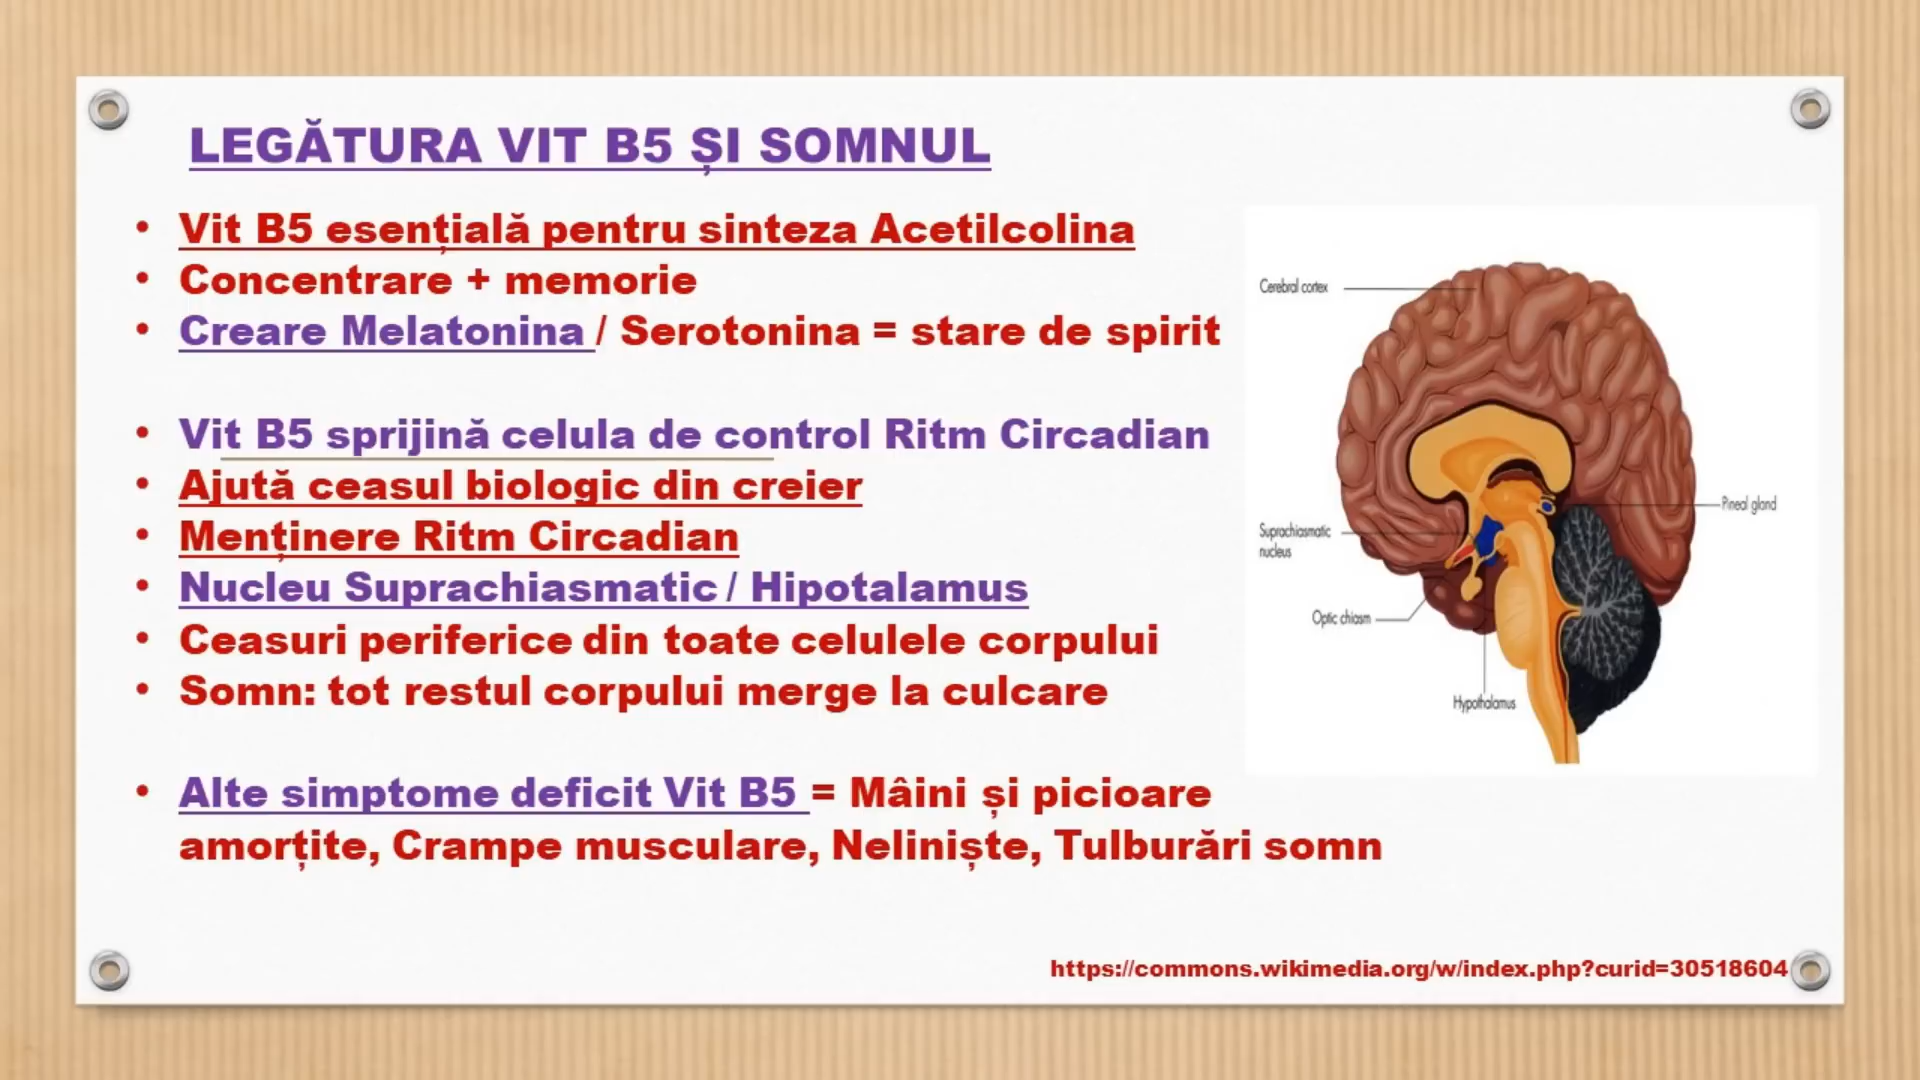 LEGĂTURA VIT B5 ȘI SOMNUL
• Vit B5 esențială pentru sinteza Acetilcolina
• Concentrare + memorie
• Creare Melatonina / Serotonina = stare de spirit
• Vit B5 sprijină celula de control Ritm Circadian
• Ajută ceasul biologic din creier
• Menținere Ritm Circadian
• Nucleu Suprachiasmatic / Hipotalamus
• Ceasuri periferice din toate celulele corpului
• Somn: tot restul corpului merge la culcare
• Alte simptome deficit Vit B5 = Mâini și picioare
amorțite, Crampe musculare, Neliniște, Tulburări somn
Cerebral cortex
Pineal gland
Suprachiasmatic
nucleus
Optic chiasm
Hypothalamus
https://commons.wikimedia.org/w/index.php?curid=30518604